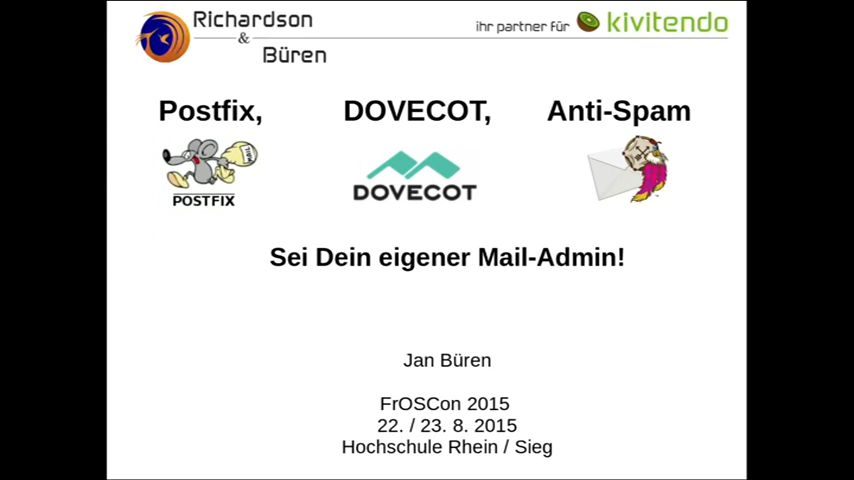 Richardson
&
Büren
ihr partner für kivitendo
Postfix, DOVECOT, Anti-Spam
MAIL
POSTFIX
DOVECOT
Sei Dein eigener Mail-Admin!
Jan Büren
FrOSCon 2015
22. / 23. 8. 2015
Hochschule Rhein / Sieg